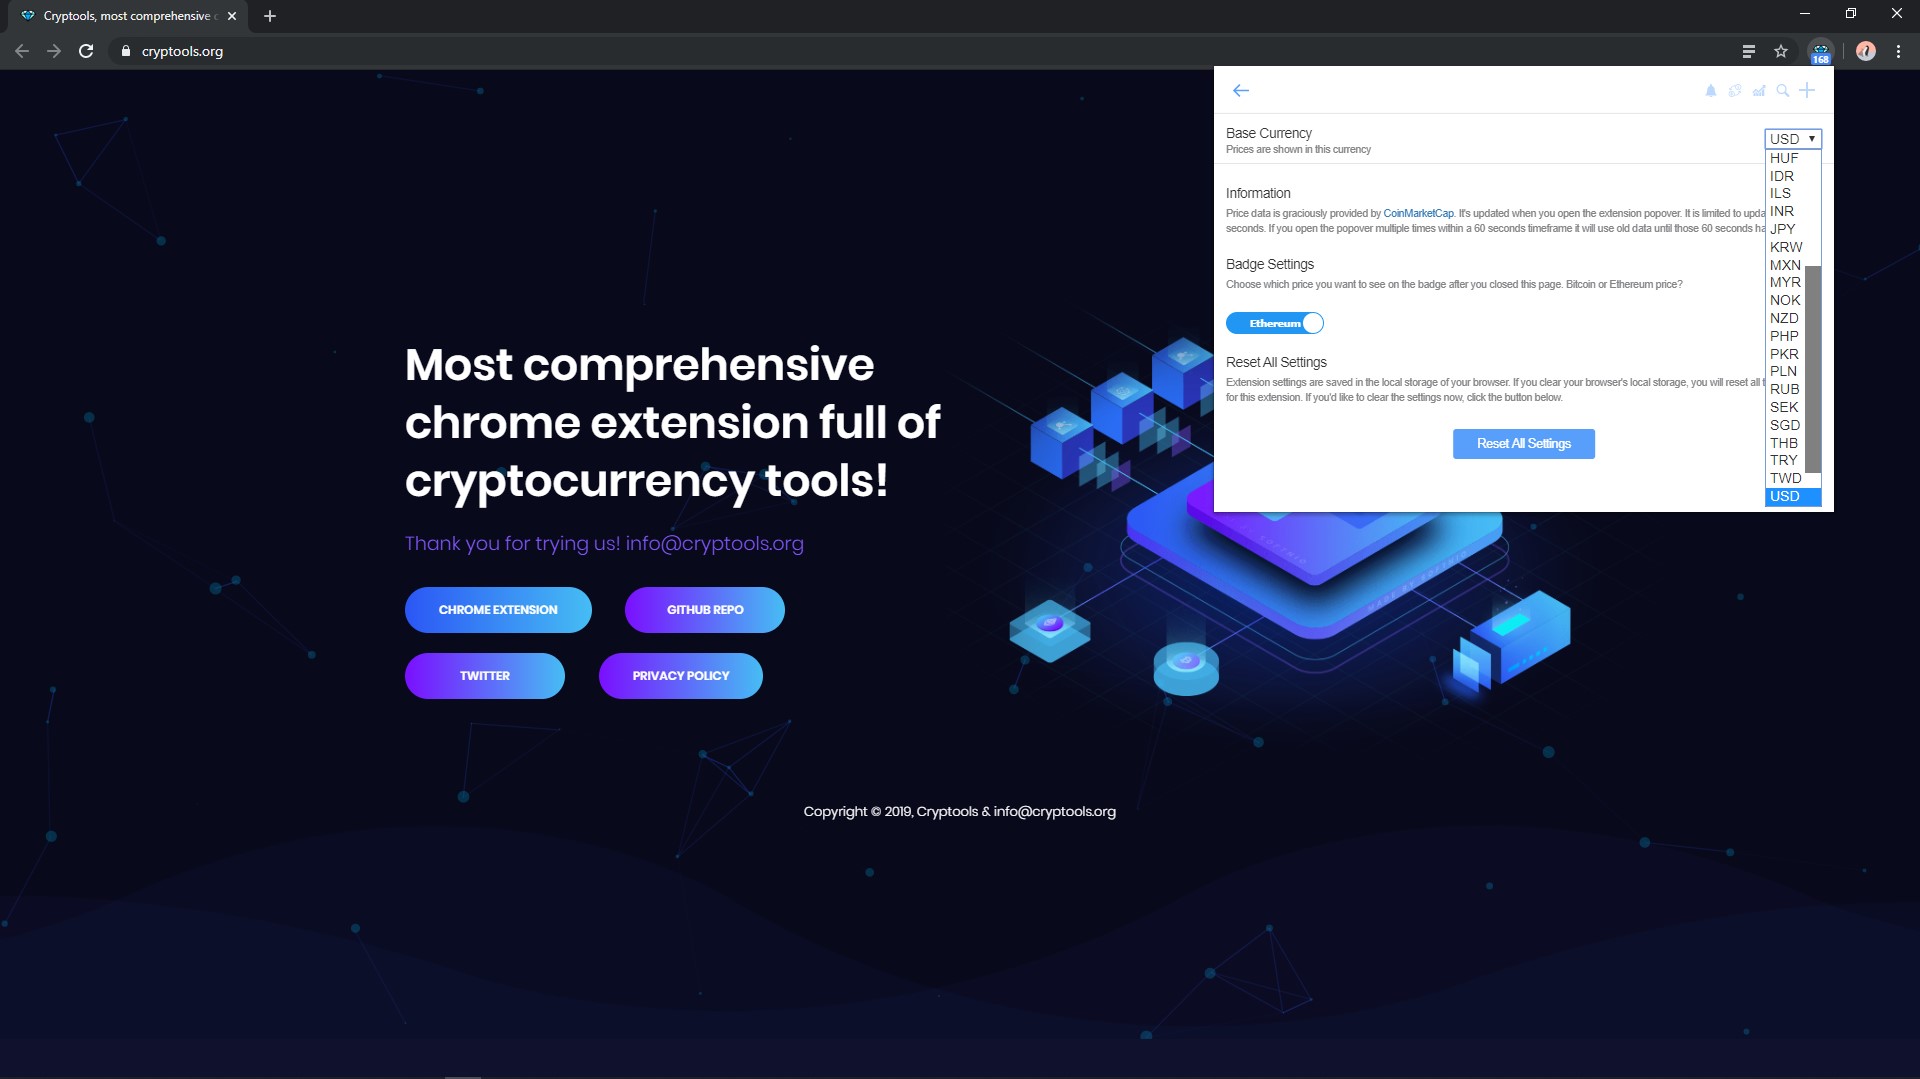 Cryptools, most comprehensive c
cryptools.org
168
Base Currency
Prices are shown in this currency
USD
HUF
IDR
ILS
INR
JPY
KRW
MXN
MYR
NOK
NZD
PHP
PKR
PLN
RUB
SEK
SGD
THB
TRY
TWD
USD
Information
Price data is graciously provided by CoinMarketCap. It's updated when you open the extension popover. It is limited to upda
seconds. If you open the popover multiple times within a 60 seconds timeframe it will use old data until those 60 seconds ha
Badge Settings
Choose which price you want to see on the badge after you closed this page. Bitcoin or Ethereum price?
Ethereum
Reset All Settings
Extension settings are saved in the local storage of your browser. If you clear your browser's local storage, you will reset all t
for this extension. If you'd like to clear the settings now, click the button below.
Reset All Settings
Most comprehensive
chrome extension full of
cryptocurrency tools!
Thank you for trying us! info@cryptools.org
CHROME EXTENSION
GITHUB REPO
TWITTER
PRIVACY POLICY
MADE BY SOFTNIO
Copyright © 2019, Cryptools & info@cryptools.org